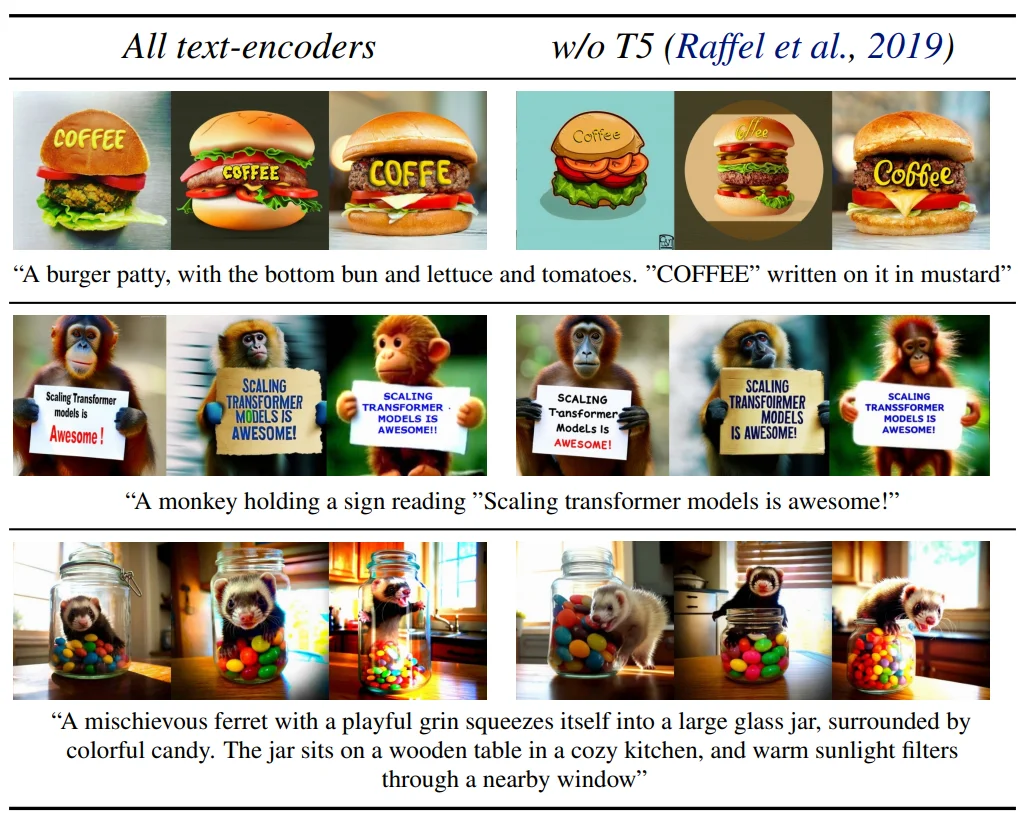 All text-encoders
w/o T5 (Raffel et al., 2019)
COFFEE
COFFEE
COFFE
Coffee
Coffee
“A burger patty, with the bottom bun and lettuce and tomatoes. ”COFFEE” written on it in mustard”
Scaling Transformer
models is
Awesome!
SCALING
TRANSFORMER
MODELS IS
AWESOME!
SCALING
TRANSFORMER ·
MODELS IS
AWESOME!!
SCALING
Transformer
Models Is
AWESOME!
SCALING
TRANSFOIRMER
MODELS
IS AWESOME!
SCALING
TRANSFORMER
MODELS IS
AWESOME!
“A monkey holding a sign reading ”Scaling transformer models is awesome!”
“A mischievous ferret with a playful grin squeezes itself into a large glass jar, surrounded by
colorful candy. The jar sits on a wooden table in a cozy kitchen, and warm sunlight filters
through a nearby window”